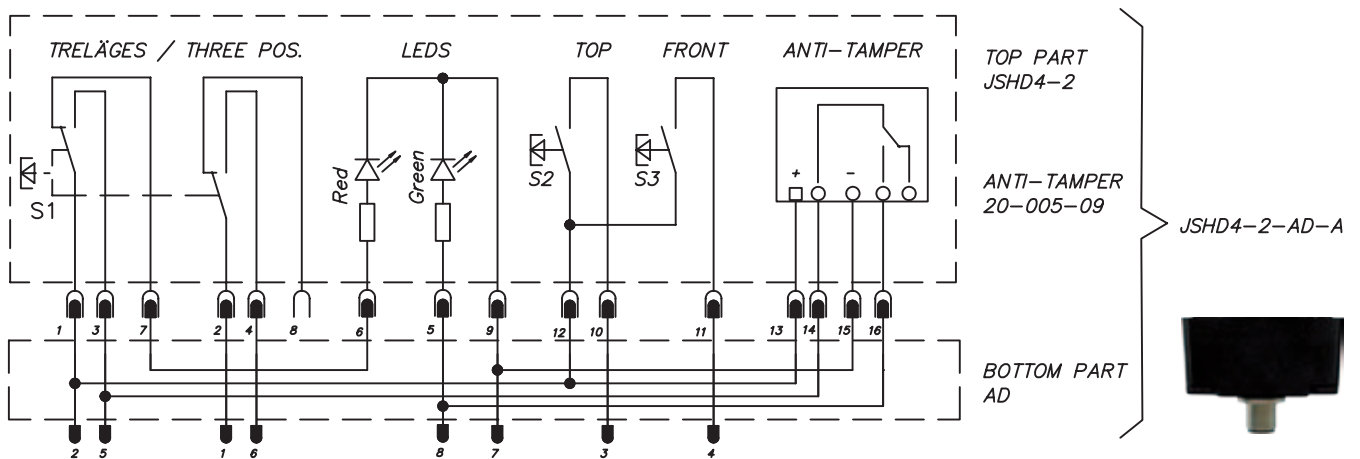 TRELÄGES / THREE POS. LEDS TOP FRONT ANTI-TAMPER
TOP PART
JSHD4-2
S1
Red
Green
S2
S3
+ -
ANTI-TAMPER
20-005-09
JSHD4-2-AD-A
1 3 7 2 4 8 6 5 9 12 10 11 13 14 15 16
BOTTOM PART
AD
2 5 1 6 8 7 3 4